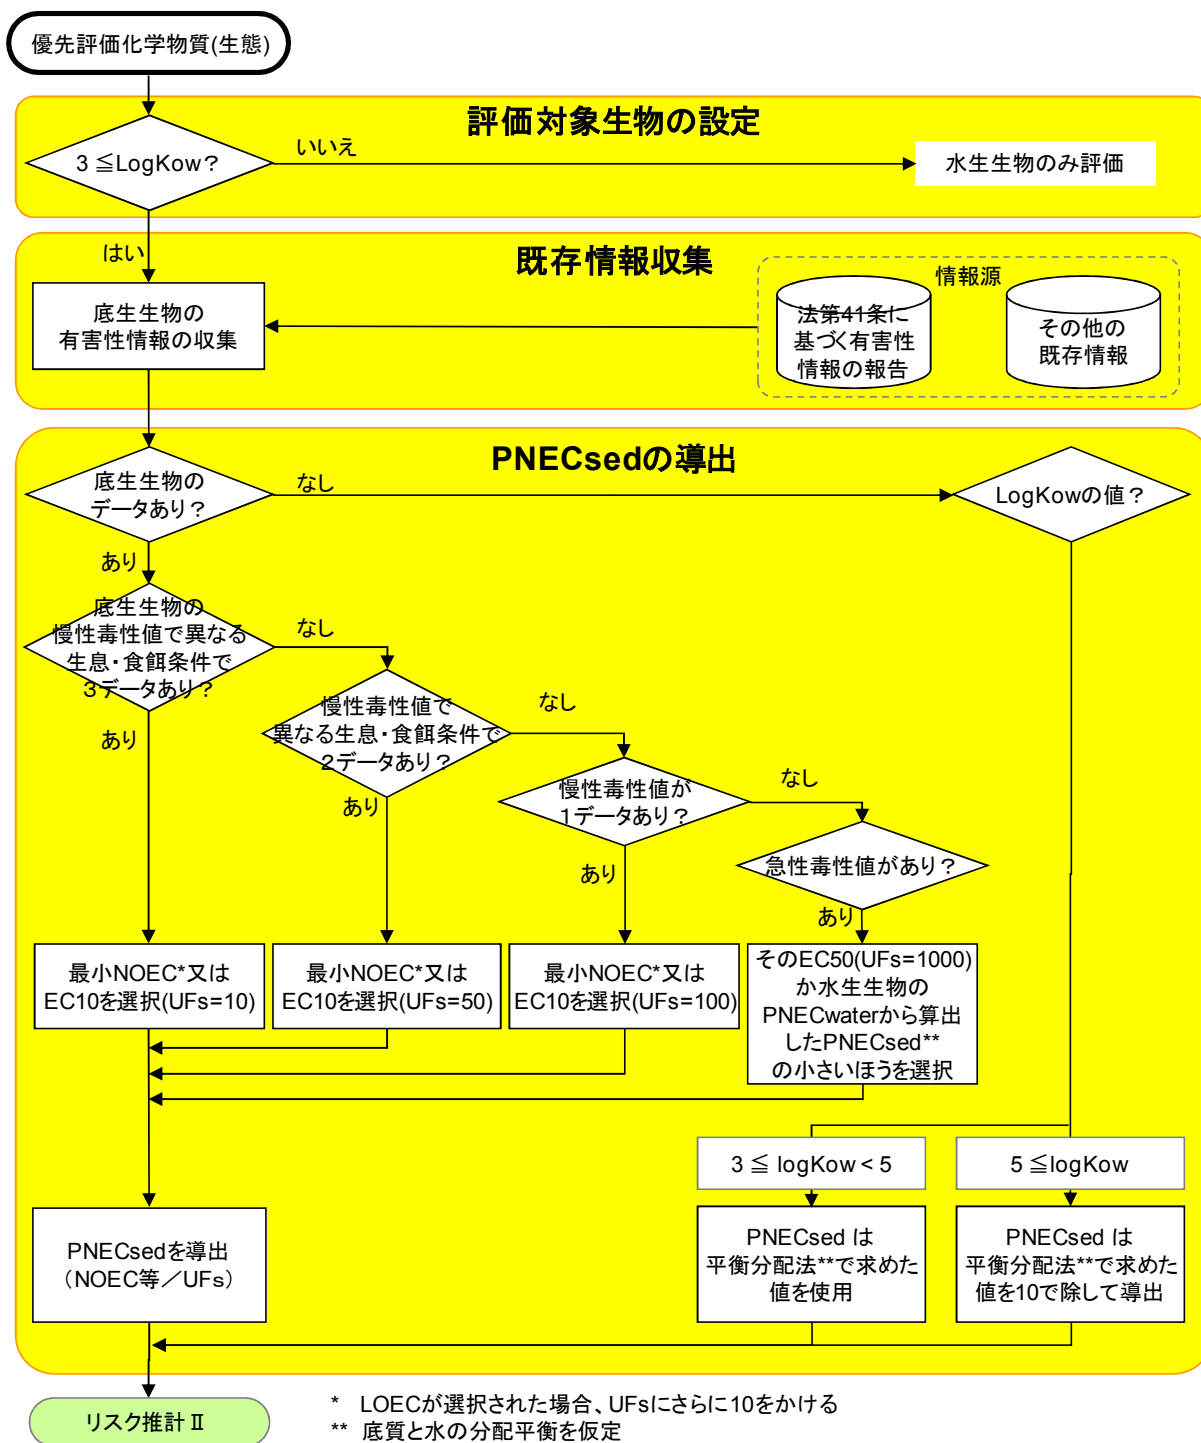 優先評価化学物質(生態)
評価対象生物の設定
3 ≦LogKow？
いいえ
水生生物のみ評価
はい
既存情報収集
底生生物の
有害性情報の収集
情報源
法第41条に
基づく有害性
情報の報告
その他の
既存情報
PNECsedの導出
底生生物の
データあり？
なし
LogKowの値？
あり
底生生物の
慢性毒性値で異なる
生息・食餌条件で
３データあり？
なし
あり
慢性毒性値で
異なる生息・食餌条件で
２データあり？
なし
あり
慢性毒性値が
１データあり？
なし
あり
急性毒性値があり？
あり
最小NOEC*又は
EC10を選択(UFs=10)
最小NOEC*又は
EC10を選択(UFs=50)
最小NOEC*又は
EC10を選択(UFs=100)
そのEC50(UFs=1000)
か水生生物の
PNECwaterから算出
したPNECsed**
の小さいほうを選択
3 ≦ logKow < 5
5 ≦logKow
PNECsedを導出
（NOEC等／UFs）
PNECsed は
平衡分配法**で求めた
値を使用
PNECsed は
平衡分配法**で求めた
値を10で除して導出
リスク推計Ⅱ
* LOECが選択された場合、UFsにさらに10をかける
** 底質と水の分配平衡を仮定